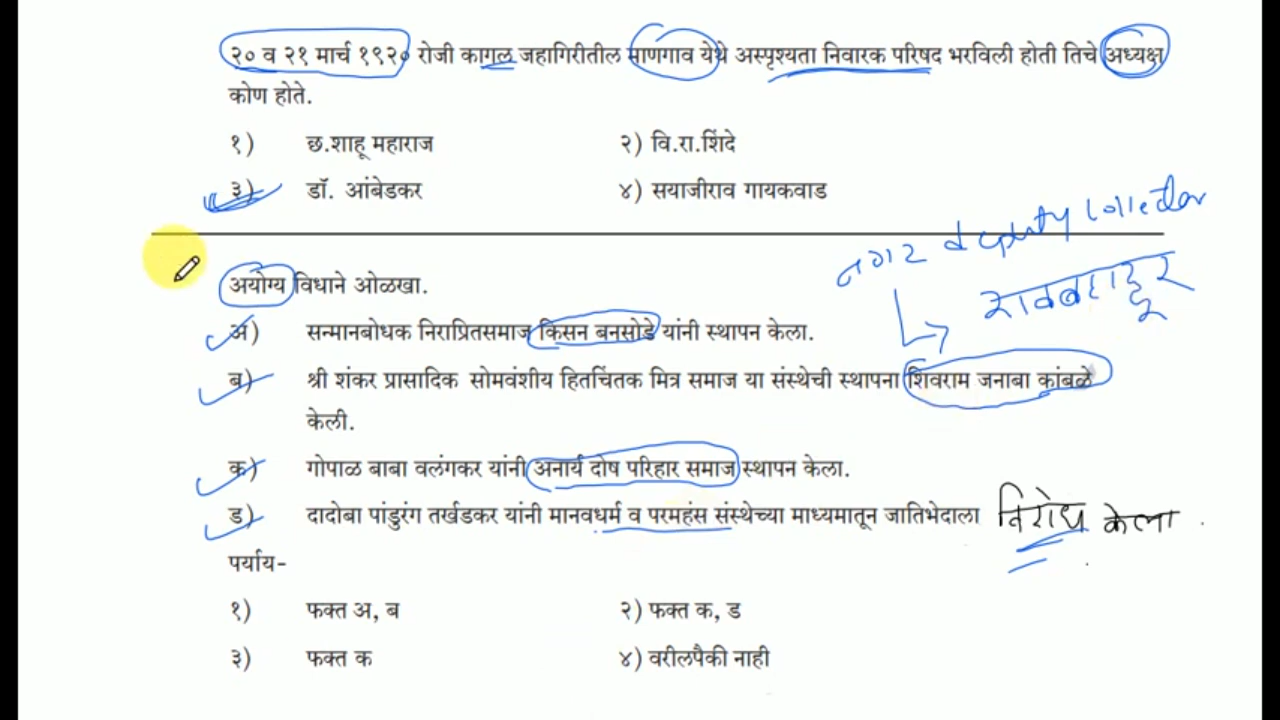 २० व २१ मार्च १९२० रोजी कागल जहागिरीतील माणगाव येथे अस्पृश्यता निवारक परिषद भरविली होती तिचे अध्यक्ष
कोण होते.
१) छ.शाहू महाराज २) वि.रा.शिंदे
३) डॉ. आंबेडकर ४) सयाजीराव गायकवाड
नगर deputy collector
रावबहादूर
अयोग्य विधाने ओळखा.
अ) सन्मानबोधक निराप्रितसमाज किसन बनसोडे यांनी स्थापन केला.
ब) श्री शंकर प्रासादिक सोमवंशीय हितचिंतक मित्र समाज या संस्थेची स्थापना शिवराम जनाबा कांबळे
केली.
क) गोपाळ बाबा वलंगकर यांनी अनार्य दोष परिहार समाज स्थापन केला.
ड) दादोबा पांडुरंग तर्खडकर यांनी मानवधर्म व परमहंस संस्थेच्या माध्यमातून जातिभेदाला विरोध केला .
पर्याय-
१) फक्त अ, ब २) फक्त क, ड
३) फक्त क ४) वरीलपैकी नाही